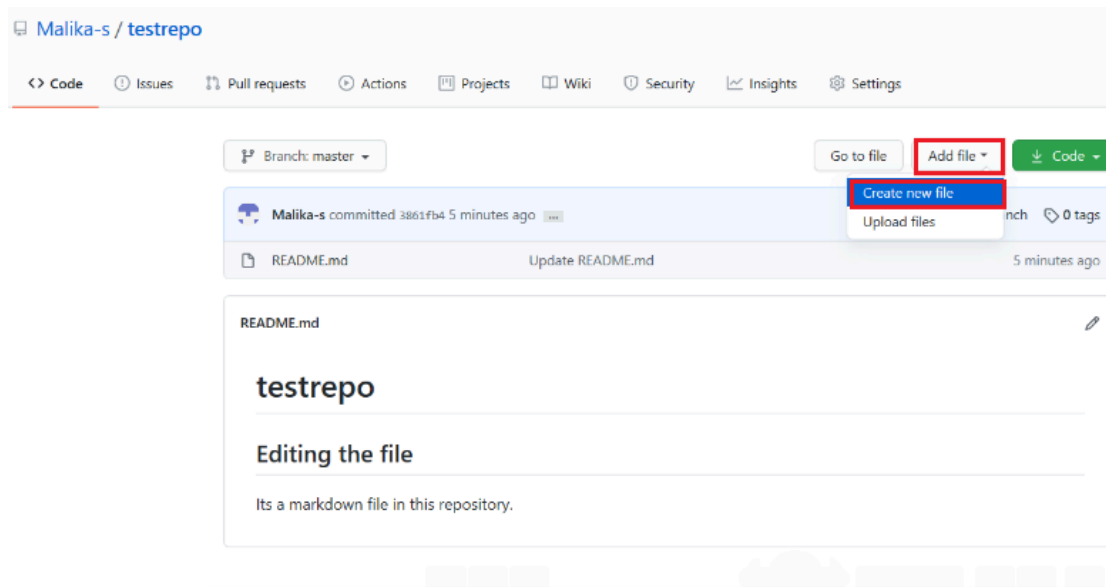 Malika-s / testrepo
Code Issues Pull requests Actions Projects Wiki Security Insights Settings
Branch: master Go to file Add file Code
Create new file
Malika-s committed 3861fb4 5 minutes ago ... 0 tags
Upload files
README.md Update README.md 5 minutes ago
README.md
testrepo
Editing the file
Its a markdown file in this repository.